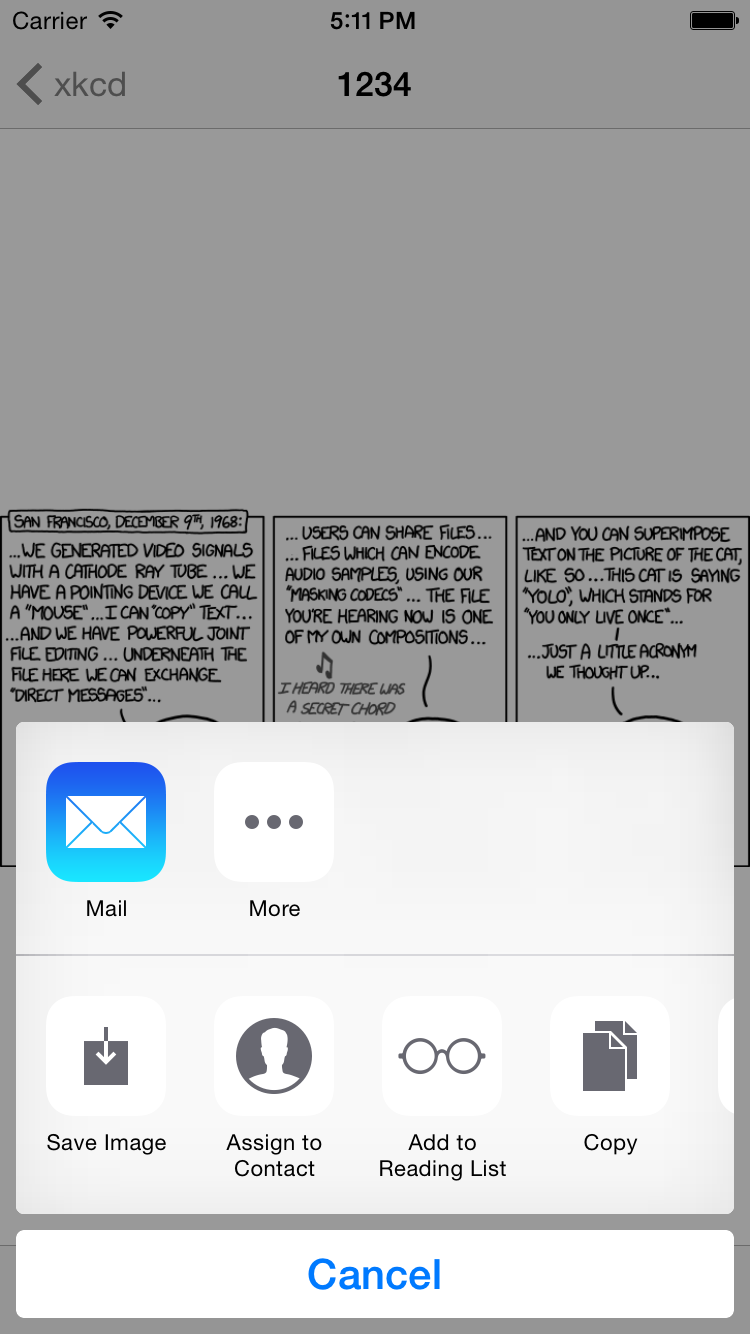 Carrier 5:11 PM
xkcd 1234
SAN FRANCISCO, DECEMBER 9TH, 1968:
...WE GENERATED VIDEO SIGNALS
WITH A CATHODE RAY TUBE ... WE
HAVE A POINTING DEVICE WE CALL
A "MOUSE"... I CAN "COPY" TEXT...
...AND WE HAVE POWERFUL JOINT
FILE EDITING ... UNDERNEATH THE
FILE HERE WE CAN EXCHANGE
"DIRECT MESSAGES"...
... USERS CAN SHARE FILES...
... FILES WHICH CAN ENCODE
AUDIO SAMPLES, USING OUR
"MASKING CODECS" ... THE FILE
YOU'RE HEARING NOW IS ONE
OF MY OWN COMPOSITIONS...
I HEARD THERE WAS
A SECRET CHORD
...AND YOU CAN SUPERIMPOSE
TEXT ON THE PICTURE OF THE CAT,
LIKE SO...THIS CAT IS SAYING
"YOLO", WHICH STANDS FOR
"YOU ONLY LIVE ONCE"...
...JUST A LITTLE ACRONYM
WE THOUGHT UP...
Mail More
Save Image
Assign to
Contact
Add to
Reading List
Copy
Cancel